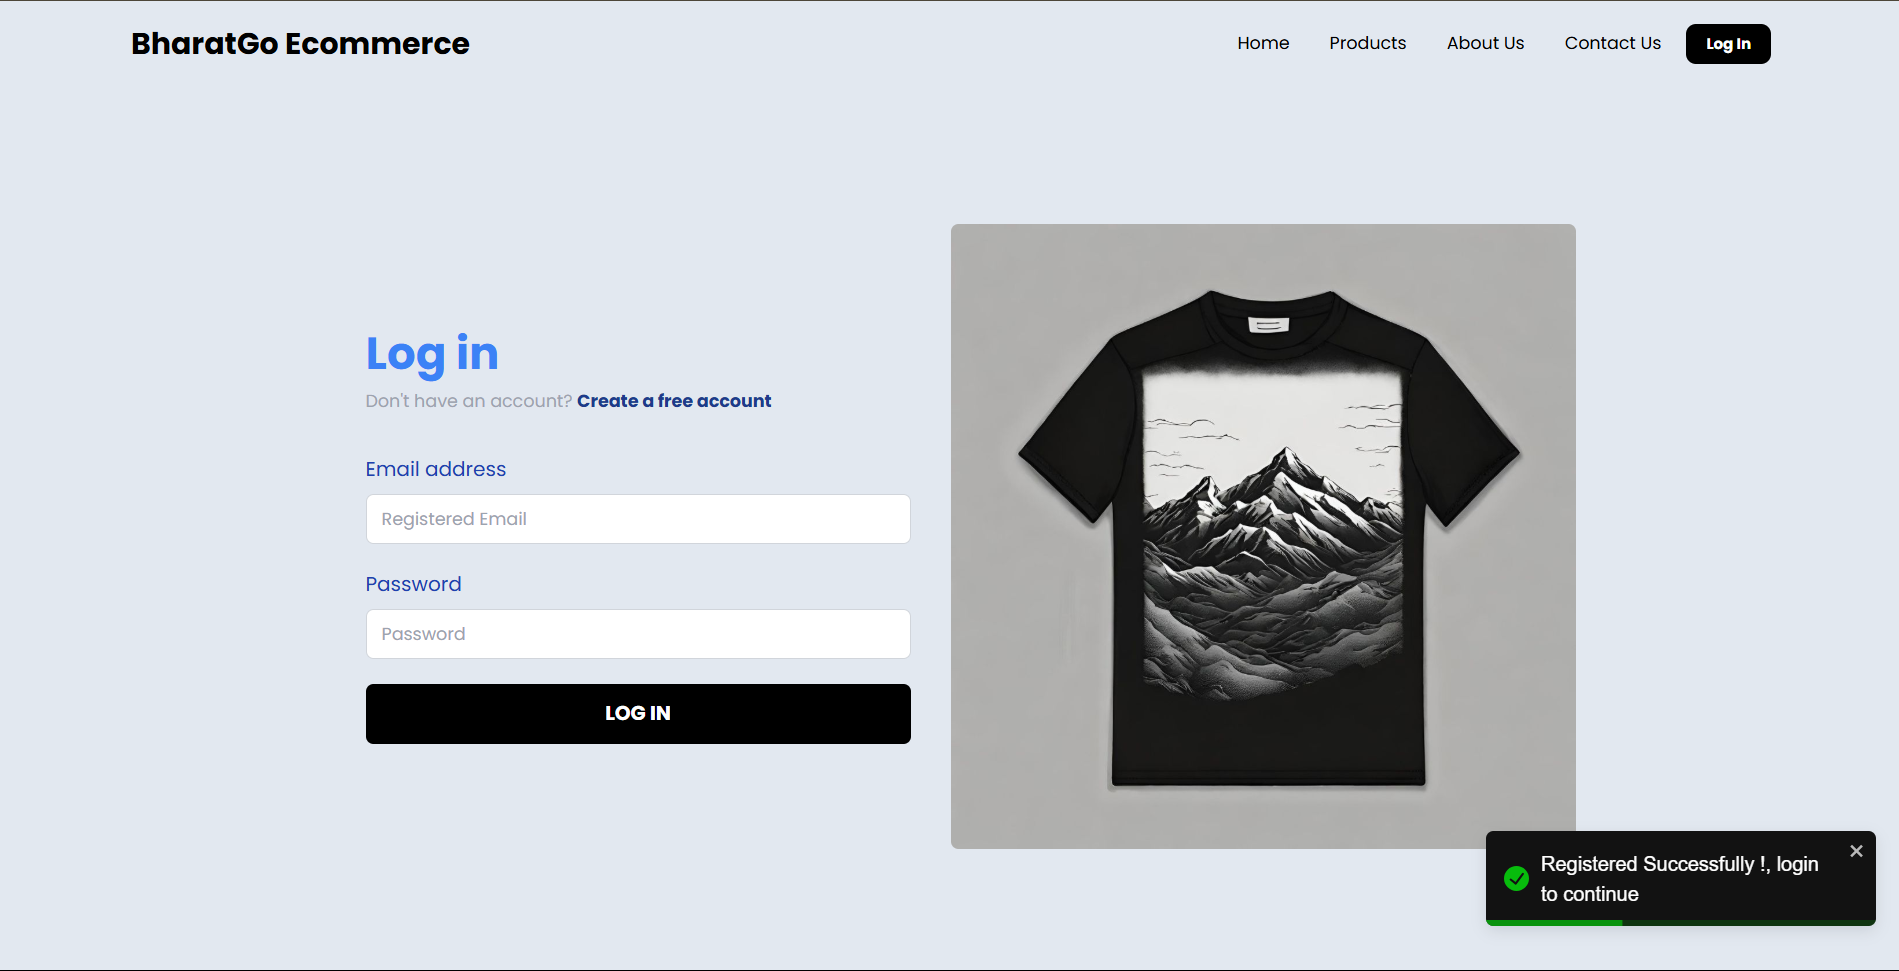 BharatGo Ecommerce
Home Products About Us Contact Us Log In
Log in
Don't have an account? Create a free account
Email address
Registered Email
Password
Password
LOG IN
Registered Successfully !, login
to continue